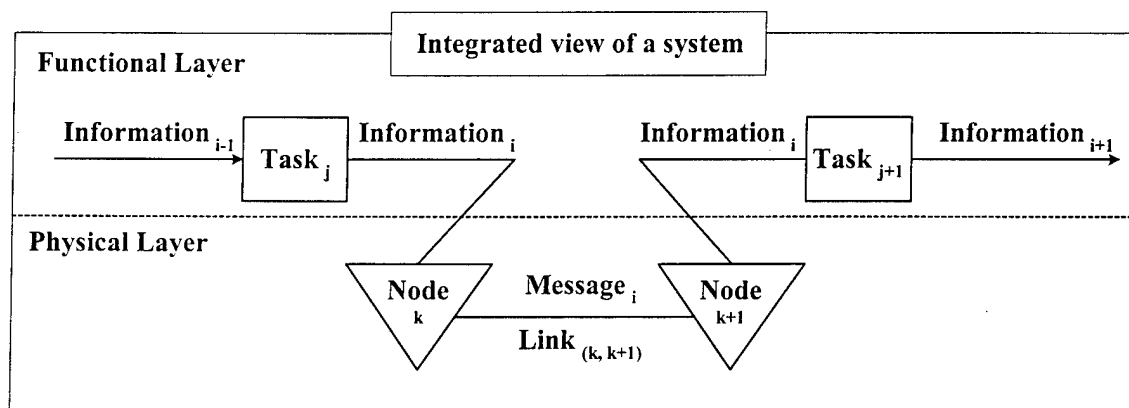 Integrated view of a system
Functional Layer
Information i-1
Task j
Information i
Information i
Task j+1
Information i+1
Physical Layer
Node k
Message i
Link (k, k+1)
Node k+1